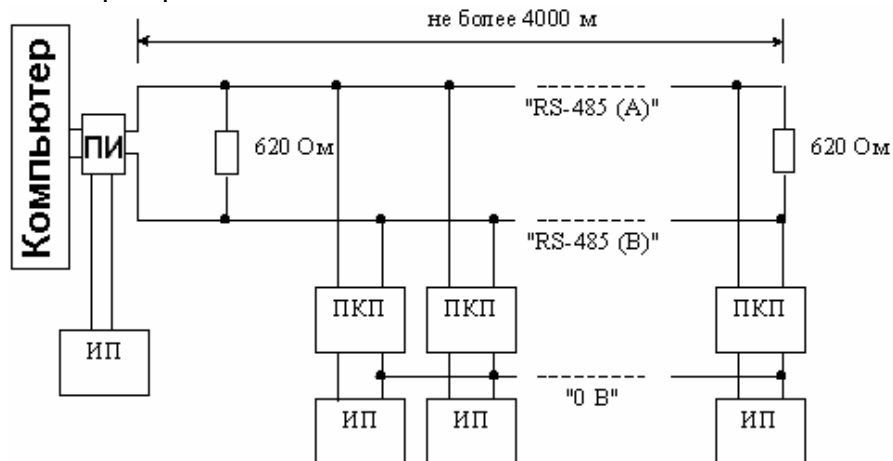 не более 4000 м
Компьютер
ПИ
"RS-485 (A)"
620 Ом
620 Ом
"RS-485 (B)"
ПКП
ПКП
ПКП
ИП
"0 В"
ИП
ИП
ИП